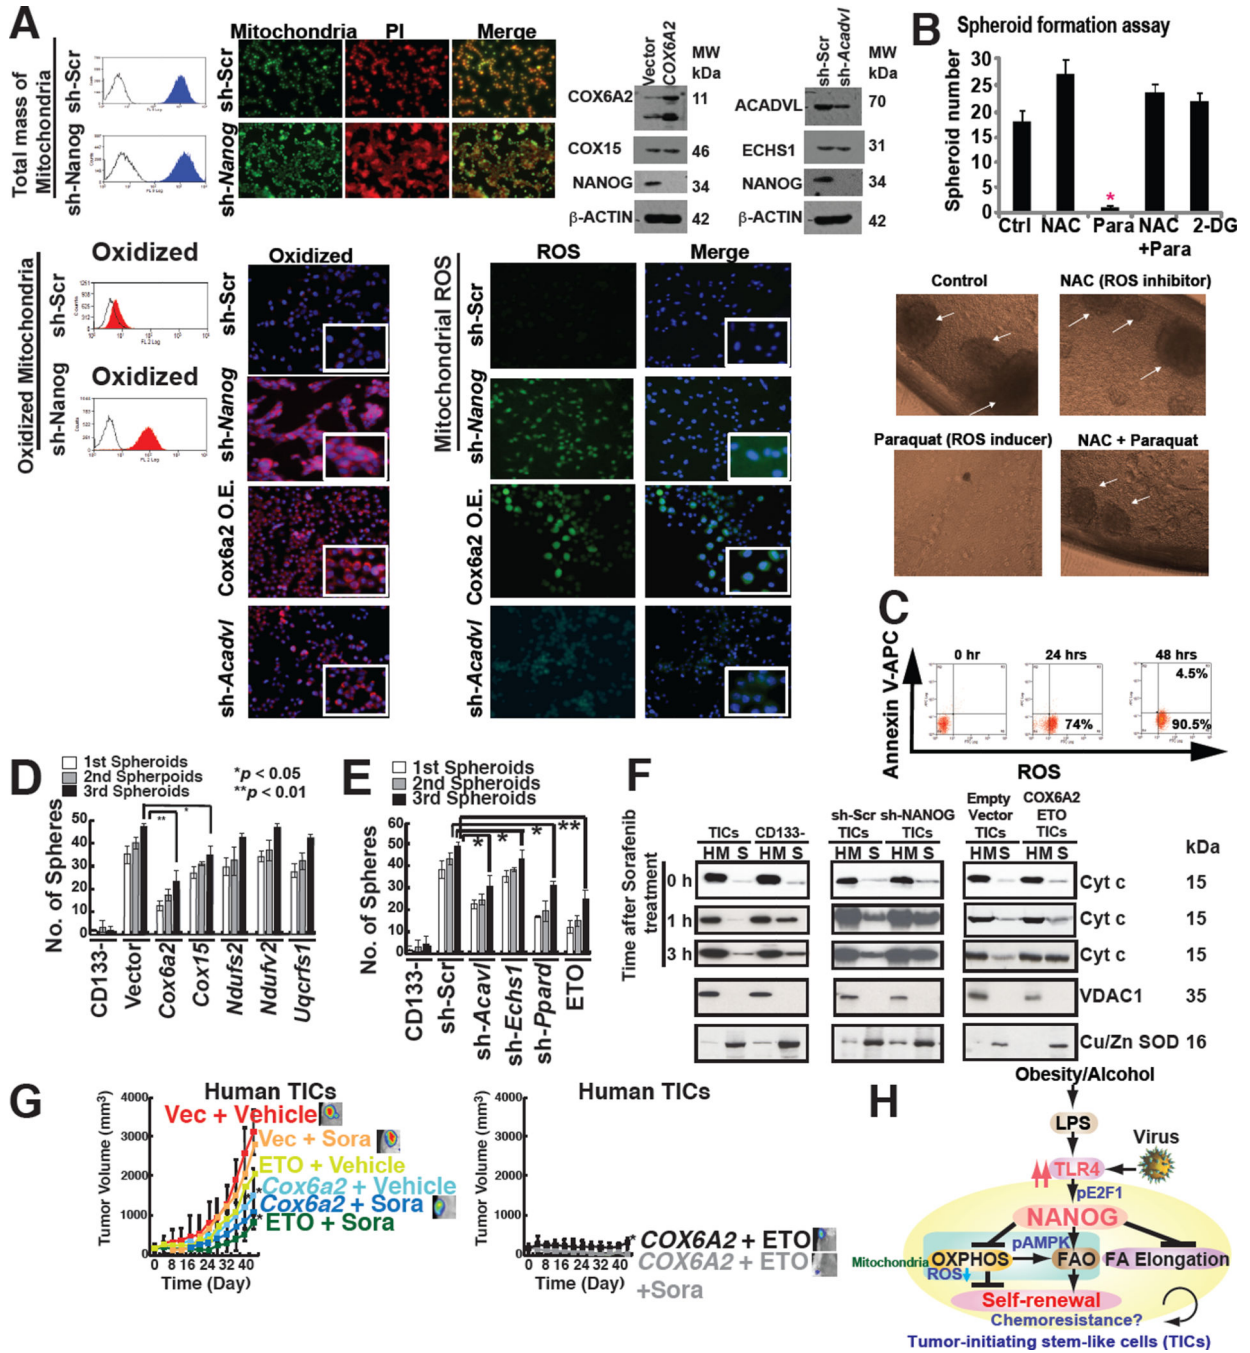 A
Mitochondria PI Merge
Total mass of
Mitochondria
sh-Scr
sh-Nanog
sh-Scr
sh-Nanog
Vector
COX6A2
MW
kDa
COX6A2 11
COX15 46
NANOG 34
β-ACTIN 42
sh-Scr
sh-Acadvl
MW
kDa
ACADVL 70
ECHS1 31
NANOG 34
β-ACTIN 42
B Spheroid formation assay
Spheroid number
30
25
20
15
10
5
0
*
Ctrl NAC Para NAC 2-DG
+Para
Control NAC (ROS inhibitor)
Paraquat (ROS inducer) NAC + Paraquat
Oxidized Mitochondria
sh-Scr
sh-Nanog
Oxidized
Oxidized
Counts
FL 2 Log
FL 2 Log
Oxidized
sh-Scr
sh-Nanog
Cox6a2 O.E.
sh-Acadvl
Mitochondrial ROS
ROS Merge
sh-Scr
sh-Nanog
Cox6a2 O.E.
sh-Acadvl
C
Annexin V-APC
0 hr 24 hrs 48 hrs
4.5%
74% 90.5%
ROS
D
1st Spheroids
2nd Spherpoids
3rd Spheroids
*p < 0.05
**p < 0.01
No. of Spheres
50
40
30
20
10
0
** *
CD133-
Vector
Cox6a2
Cox15
Ndufs2
Ndufv2
Uqcrfs1
E
1st Spheroids
2nd Spheroids
3rd Spheroids
No. of Spheres
60
50
40
30
20
10
0
* * * **
CD133-
sh-Scr
sh-Acavl
sh-Echs1
sh-Ppard
ETO
F
Time after Sorafenib
treatment
TICs CD133-
HM S HM S
sh-Scr sh-NANOG
TICs TICs
HM S HM S
Empty
Vector
TICs
COX6A2
ETO
TICs
HM S HM S
kDa
0 h Cyt c 15
1 h Cyt c 15
3 h Cyt c 15
VDAC1 35
Cu/Zn SOD 16
G
Human TICs
Tumor Volume (mm³)
4000
3000
2000
1000
0
0 8 16 24 32 40
Time (Day)
Vec + Vehicle
Vec + Sora
ETO + Vehicle
Cox6a2 + Vehicle
Cox6a2 + Sora
ETO + Sora
Human TICs
Tumor Volume (mm³)
4000
3000
2000
1000
0
0 8 16 24 32 40
Time (Day)
COX6A2 + ETO
COX6A2 + ETO
+Sora
H
Obesity/Alcohol
LPS
Virus
TLR4
pE2F1
NANOG
pAMPK
Mitochondria OXPHOS FAO FA Elongation
ROS
Self-renewal
Chemoresistance?
Tumor-initiating stem-like cells (TICs)